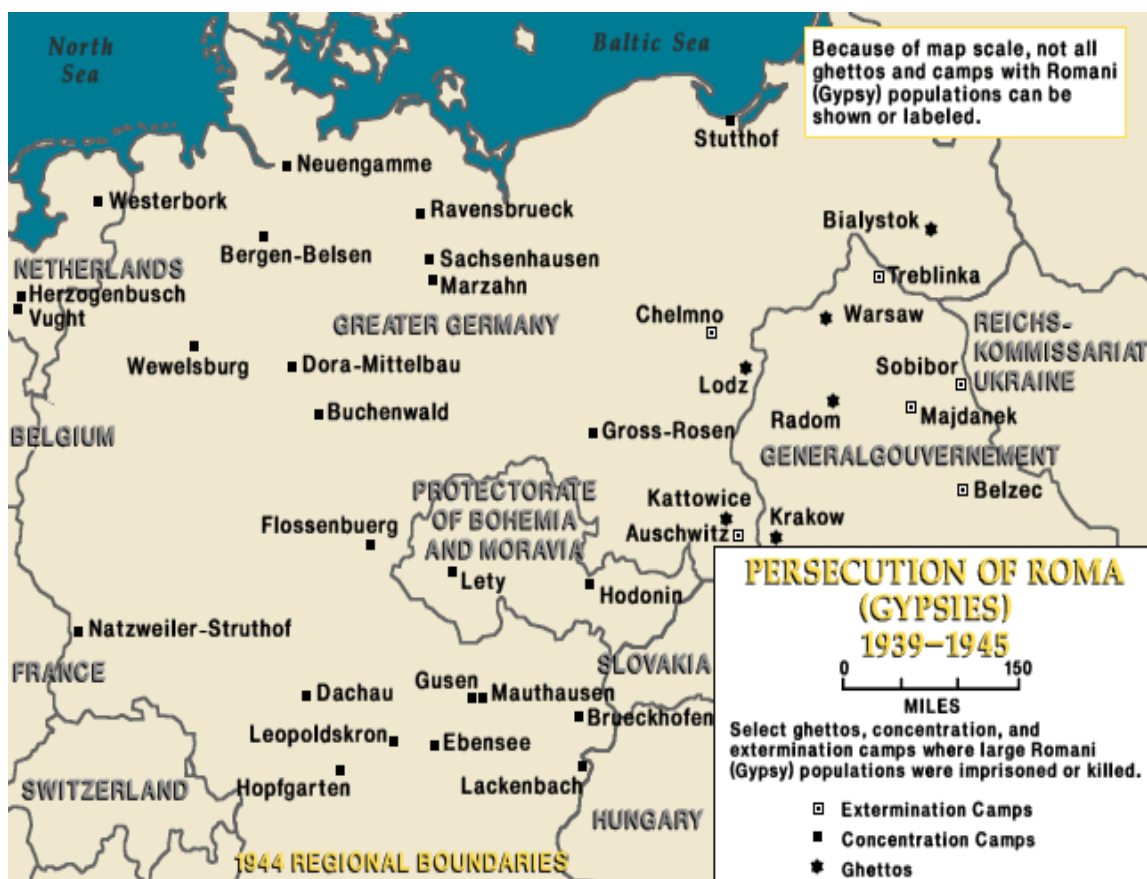 North
Sea
Baltic Sea
Because of map scale, not all
ghettos and camps with Romani
(Gypsy) populations can be
shown or labeled.
Stutthof
Neuengamme
Westerbork
Ravensbrueck
Bialystok
Bergen-Belsen
Sachsenhausen
NETHERLANDS
Treblinka
Marzahn
Herzogenbusch
Vught
Chelmno
Warsaw
GREATER GERMANY
REICHS-
KOMMISSARIAT
UKRAINE
Wewelsburg
Dora-Mittelbau
Sobibor
Lodz
Buchenwald
Radom
Majdanek
BELGIUM
Gross-Rosen
GENERALGOUVERNEMENT
PROTECTORATE
OF BOHEMIA
AND MORAVIA
Kattowice
Belzec
Flossenbuerg
Auschwitz
Krakow
Lety
Hodonin
Natzweiler-Struthof
FRANCE
SLOVAKIA
Dachau
Gusen
Mauthausen
Brueckhofen
Leopoldskron
Ebensee
SWITZERLAND
Hopfgarten
Lackenbach
HUNGARY
1944 REGIONAL BOUNDARIES
PERSECUTION OF ROMA
(GYPSIES)
1939–1945
0 150
MILES
Select ghettos, concentration, and
extermination camps where large Romani
(Gypsy) populations were imprisoned or killed.
Extermination Camps
Concentration Camps
Ghettos